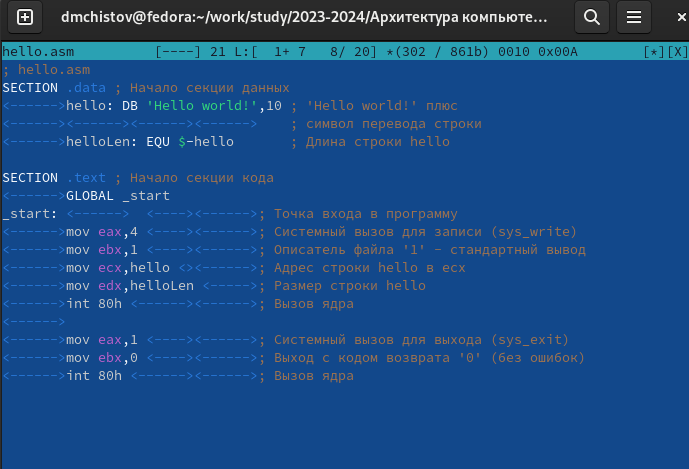 dmchistov@fedora:~/work/study/2023-2024/Архитектура компьюте…
hello.asm [----] 21 L:[ 1+ 7 8/ 20] *(302 / 861b) 0010 0x00A [*][X]
; hello.asm
SECTION .data ; Начало секции данных
<------>hello: DB 'Hello world!',10 ; 'Hello world!' плюс
<------><------><------><------> ; символ перевода строки
<------>helloLen: EQU $-hello ; Длина строки hello
SECTION .text ; Начало секции кода
<------>GLOBAL _start
_start: <------> <----><------>; Точка входа в программу
<------>mov eax,4 <----><------>; Системный вызов для записи (sys_write)
<------>mov ebx,1 <----><------>; Описатель файла '1' - стандартный вывод
<------>mov ecx,hello <><------>; Адрес строки hello в ecx
<------>mov edx,helloLen <----->; Размер строки hello
<------>int 80h <------><------>; Вызов ядра
<------>
<------>mov eax,1 <----><------>; Системный вызов для выхода (sys_exit)
<------>mov ebx,0 <----><------>; Выход с кодом возврата '0' (без ошибок)
<------>int 80h <------><------>; Вызов ядра